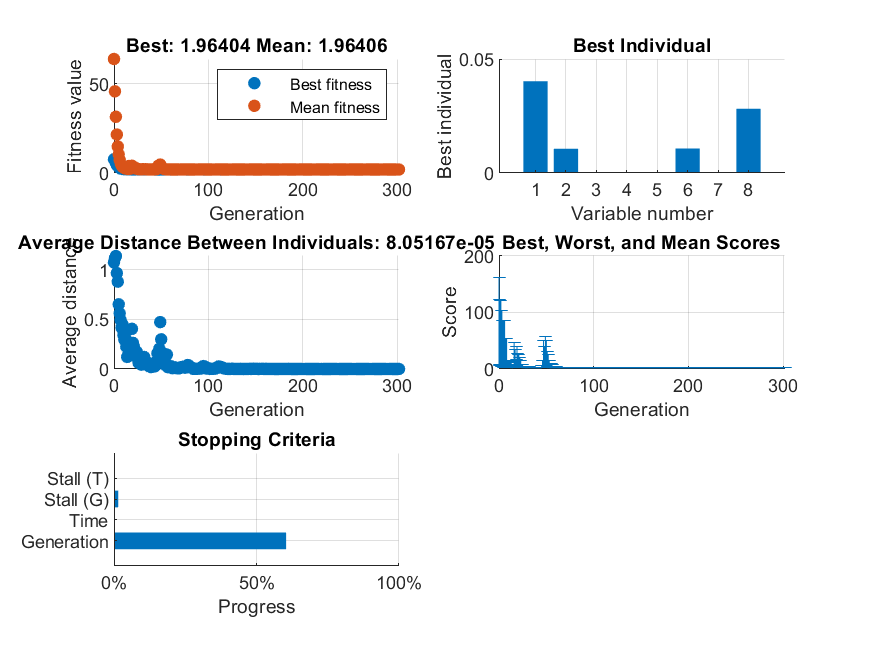 Best: 1.96404 Mean: 1.96406
Fitness value
50
0
Best fitness
Mean fitness
0 100 200 300
Generation
Best Individual
Best individual
0.05
0
1 2 3 4 5 6 7 8
Variable number
Average Distance Between Individuals: 8.05167e-05
Average distance
1
0.5
0
0 100 200 300
Generation
Best, Worst, and Mean Scores
Score
200
100
0
0 100 200 300
Generation
Stopping Criteria
Stall (T)
Stall (G)
Time
Generation
0% 50% 100%
Progress